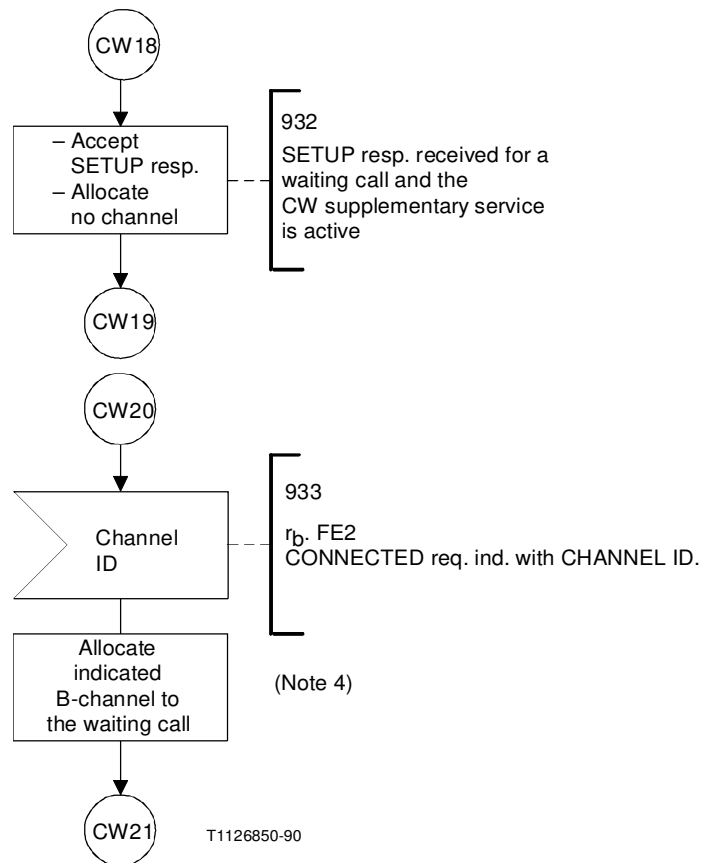 CW18
– Accept
SETUP resp.
– Allocate
no channel
932
SETUP resp. received for a
waiting call and the
CW supplementary service
is active
CW19
CW20
Channel
ID
933
rb. FE2
CONNECTED req. ind. with CHANNEL ID.
Allocate
indicated
B-channel to
the waiting call
(Note 4)
CW21
T1126850-90